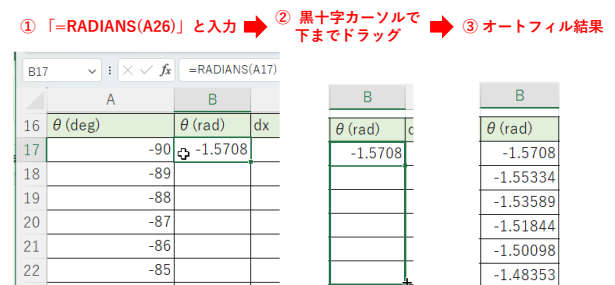 ① 「=RADIANS(A26)」と入力
② 黒十字カーソルで
下までドラッグ
③ オートフィル結果
B17 fx =RADIANS(A17)
A B
16 θ (deg) θ (rad) dx
17 -90 -1.5708
18 -89
19 -88
20 -87
21 -86
22 -85
B
θ (rad)
-1.5708
B
θ (rad)
-1.5708
-1.55334
-1.53589
-1.51844
-1.50098
-1.48353